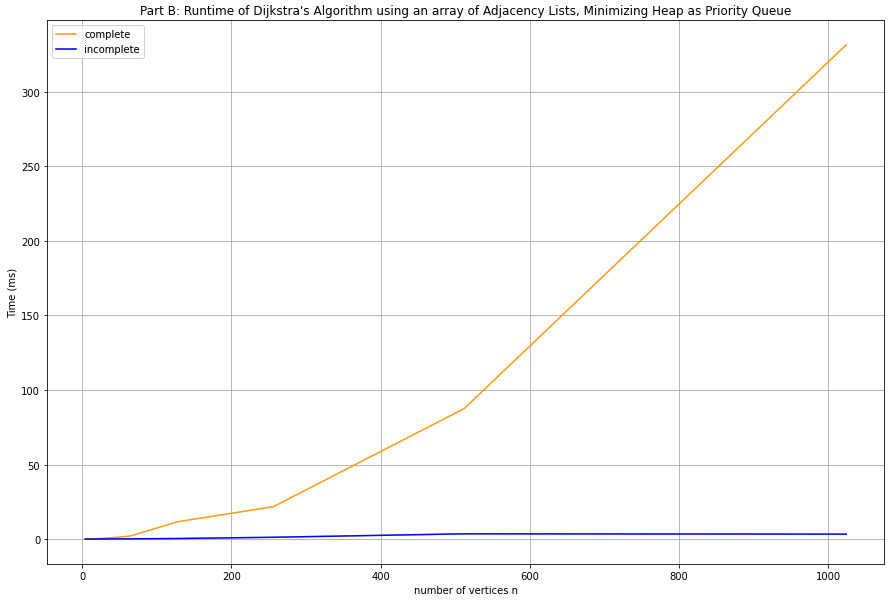 Part B: Runtime of Dijkstra's Algorithm using an array of Adjacency Lists, Minimizing Heap as Priority Queue
complete
incomplete
Time (ms)
300
250
200
150
100
50
0
0 200 400 600 800 1000
number of vertices n